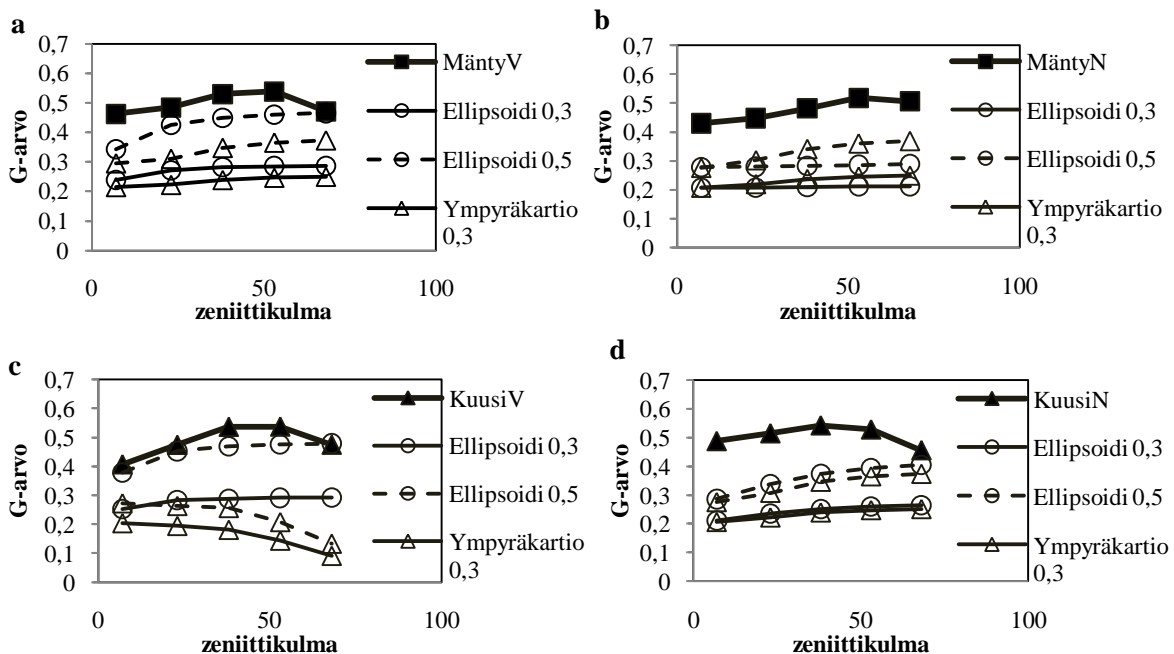 a
0,7
0,6
0,5
0,4
0,3
0,2
0,1
0
G-arvo
0
50
100
zeniittikulma
MäntyV
Ellipsoidi 0,3
Ellipsoidi 0,5
Ympyräkartio
0,3
b
0,7
0,6
0,5
0,4
0,3
0,2
0,1
0
G-arvo
0
50
100
zeniittikulma
MäntyN
Ellipsoidi 0,3
Ellipsoidi 0,5
Ympyräkartio
0,3
c
0,7
0,6
0,5
0,4
0,3
0,2
0,1
0
G-arvo
0
50
100
zeniittikulma
KuusiV
Ellipsoidi 0,3
Ellipsoidi 0,5
Ympyräkartio
0,3
d
0,7
0,6
0,5
0,4
0,3
0,2
0,1
0
G-arvo
0
50
100
zeniittikulma
KuusiN
Ellipsoidi 0,3
Ellipsoidi 0,5
Ympyräkartio
0,3